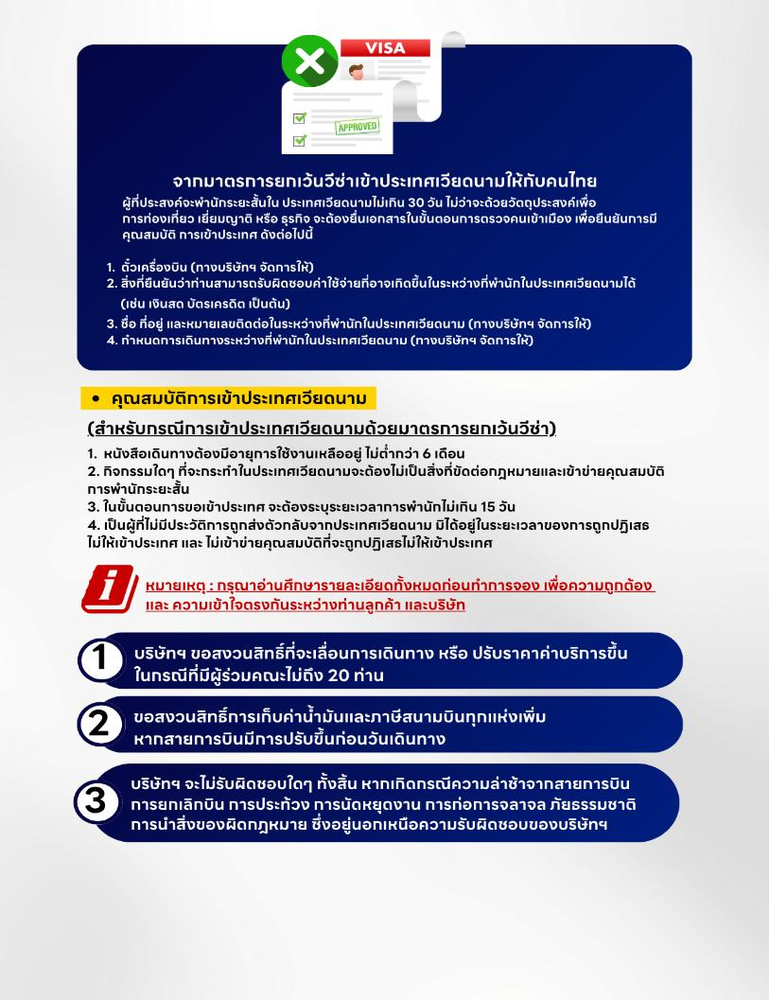 VISA
APPROVED
จากมาตรการยกเว้นวีซ่าเข้าประเทศเวียดนามให้กับคนไทย
ผู้ที่ประสงค์จะพำนักระยะสั้นใน ประเทศเวียดนามไม่เกิน 30 วัน ไม่ว่าจะด้วยวัตถุประสงค์เพื่อ
การท่องเที่ยว เยี่ยมญาติ หรือ ธุรกิจ จะต้องยื่นเอกสารในขั้นตอนการตรวจคนเข้าเมือง เพื่อยืนยันการมี
คุณสมบัติ การเข้าประเทศ ดังต่อไปนี้
1. ตั๋วเครื่องบิน (ทางบริษัทฯ จัดการให้)
2. สิ่งที่ยืนยันว่าท่านสามารถรับผิดชอบค่าใช้จ่ายที่อาจเกิดขึ้นในระหว่างที่พำนักในประเทศเวียดนามได้
(เช่น เงินสด บัตรเครดิต เป็นต้น)
3. ชื่อ ที่อยู่ และหมายเลขติดต่อในระหว่างที่พำนักในประเทศเวียดนาม (ทางบริษัทฯ จัดการให้)
4. กำหนดการเดินทางระหว่างที่พำนักในประเทศเวียดนาม (ทางบริษัทฯ จัดการให้)
• คุณสมบัติการเข้าประเทศเวียดนาม
(สำหรับกรณีการเข้าประเทศเวียดนามด้วยมาตรการยกเว้นวีซ่า)
1. หนังสือเดินทางต้องมีอายุการใช้งานเหลืออยู่ ไม่ต่ำกว่า 6 เดือน
2. กิจกรรมใดๆ ที่จะกระทำในประเทศเวียดนามจะต้องไม่เป็นสิ่งที่ขัดต่อกฎหมายและเข้าข่ายคุณสมบัติ
การพำนักระยะสั้น
3. ในขั้นตอนการขอเข้าประเทศ จะต้องระบุระยะเวลาการพำนักไม่เกิน 15 วัน
4. เป็นผู้ที่ไม่มีประวัติการถูกส่งตัวกลับจากประเทศเวียดนาม มิได้อยู่ในระยะเวลาของการถูกปฏิเสธ
ไม่ให้เข้าประเทศ และ ไม่เข้าข่ายคุณสมบัติที่จะถูกปฏิเสธไม่ให้เข้าประเทศ
หมายเหตุ : กรุณาอ่านศึกษารายละเอียดทั้งหมดก่อนทำการจอง เพื่อความถูกต้อง
และ ความเข้าใจตรงกันระหว่างท่านลูกค้า และบริษัท
1 บริษัทฯ ขอสงวนสิทธิ์ที่จะเลื่อนการเดินทาง หรือ ปรับราคาค่าบริการขึ้น
ในกรณีที่มีผู้ร่วมคณะไม่ถึง 20 ท่าน
2 ขอสงวนสิทธิ์การเก็บค่าน้ำมันและภาษีสนามบินทุกแห่งเพิ่ม
หากสายการบินมีการปรับขึ้นก่อนวันเดินทาง
3 บริษัทฯ จะไม่รับผิดชอบใดๆ ทั้งสิ้น หากเกิดกรณีความล่าช้าจากสายการบิน
การยกเลิกบิน การประท้วง การนัดหยุดงาน การก่อการจลาจล ภัยธรรมชาติ
การนำสิ่งของผิดกฎหมาย ซึ่งอยู่นอกเหนือความรับผิดชอบของบริษัทฯ